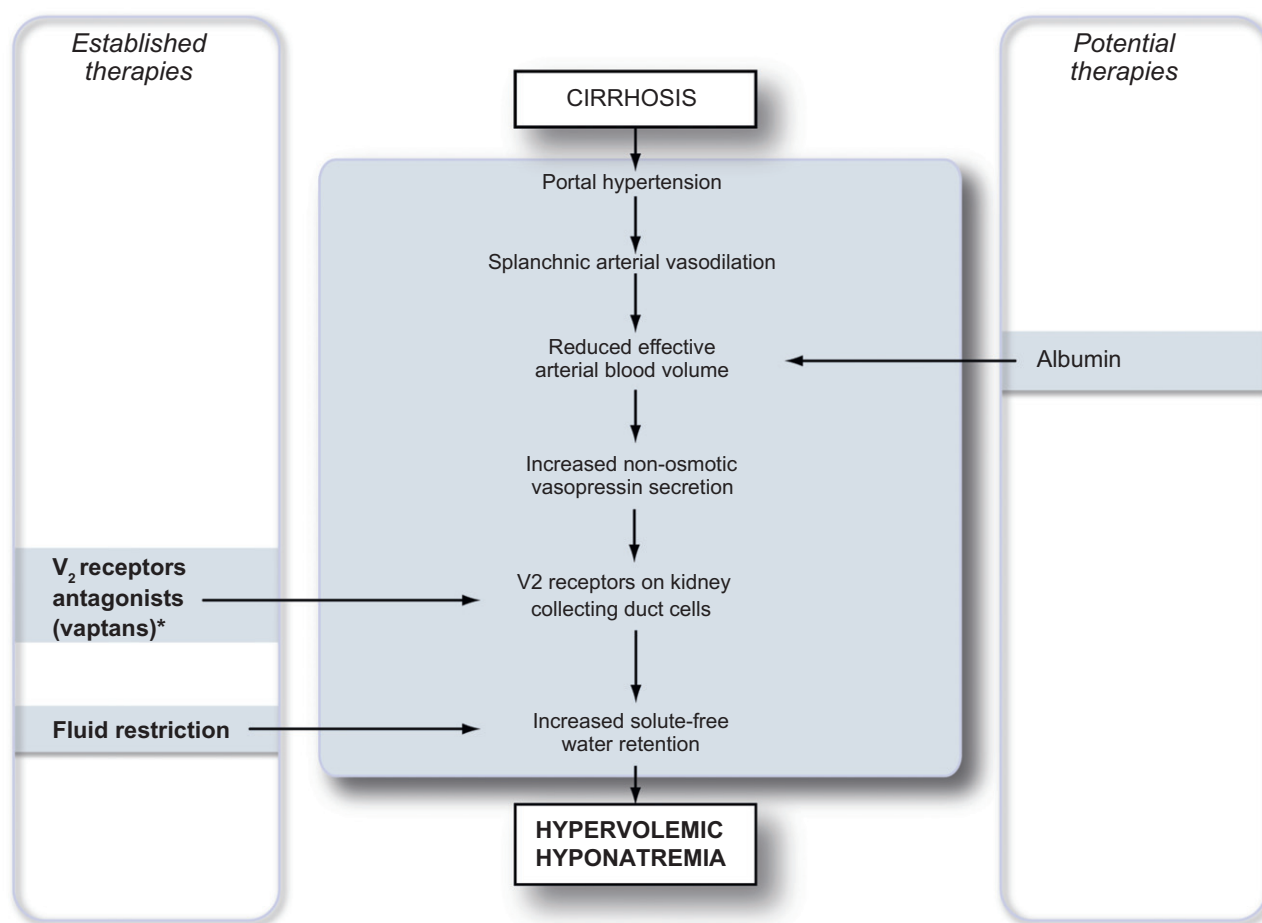 Established
therapies
Potential
therapies
CIRRHOSIS
Portal hypertension
Splanchnic arterial vasodilation
Reduced effective
arterial blood volume
Albumin
Increased non-osmotic
vasopressin secretion
V₂ receptors
antagonists
(vaptans)*
V2 receptors on kidney
collecting duct cells
Fluid restriction
Increased solute-free
water retention
HYPERVOLEMIC
HYPONATREMIA